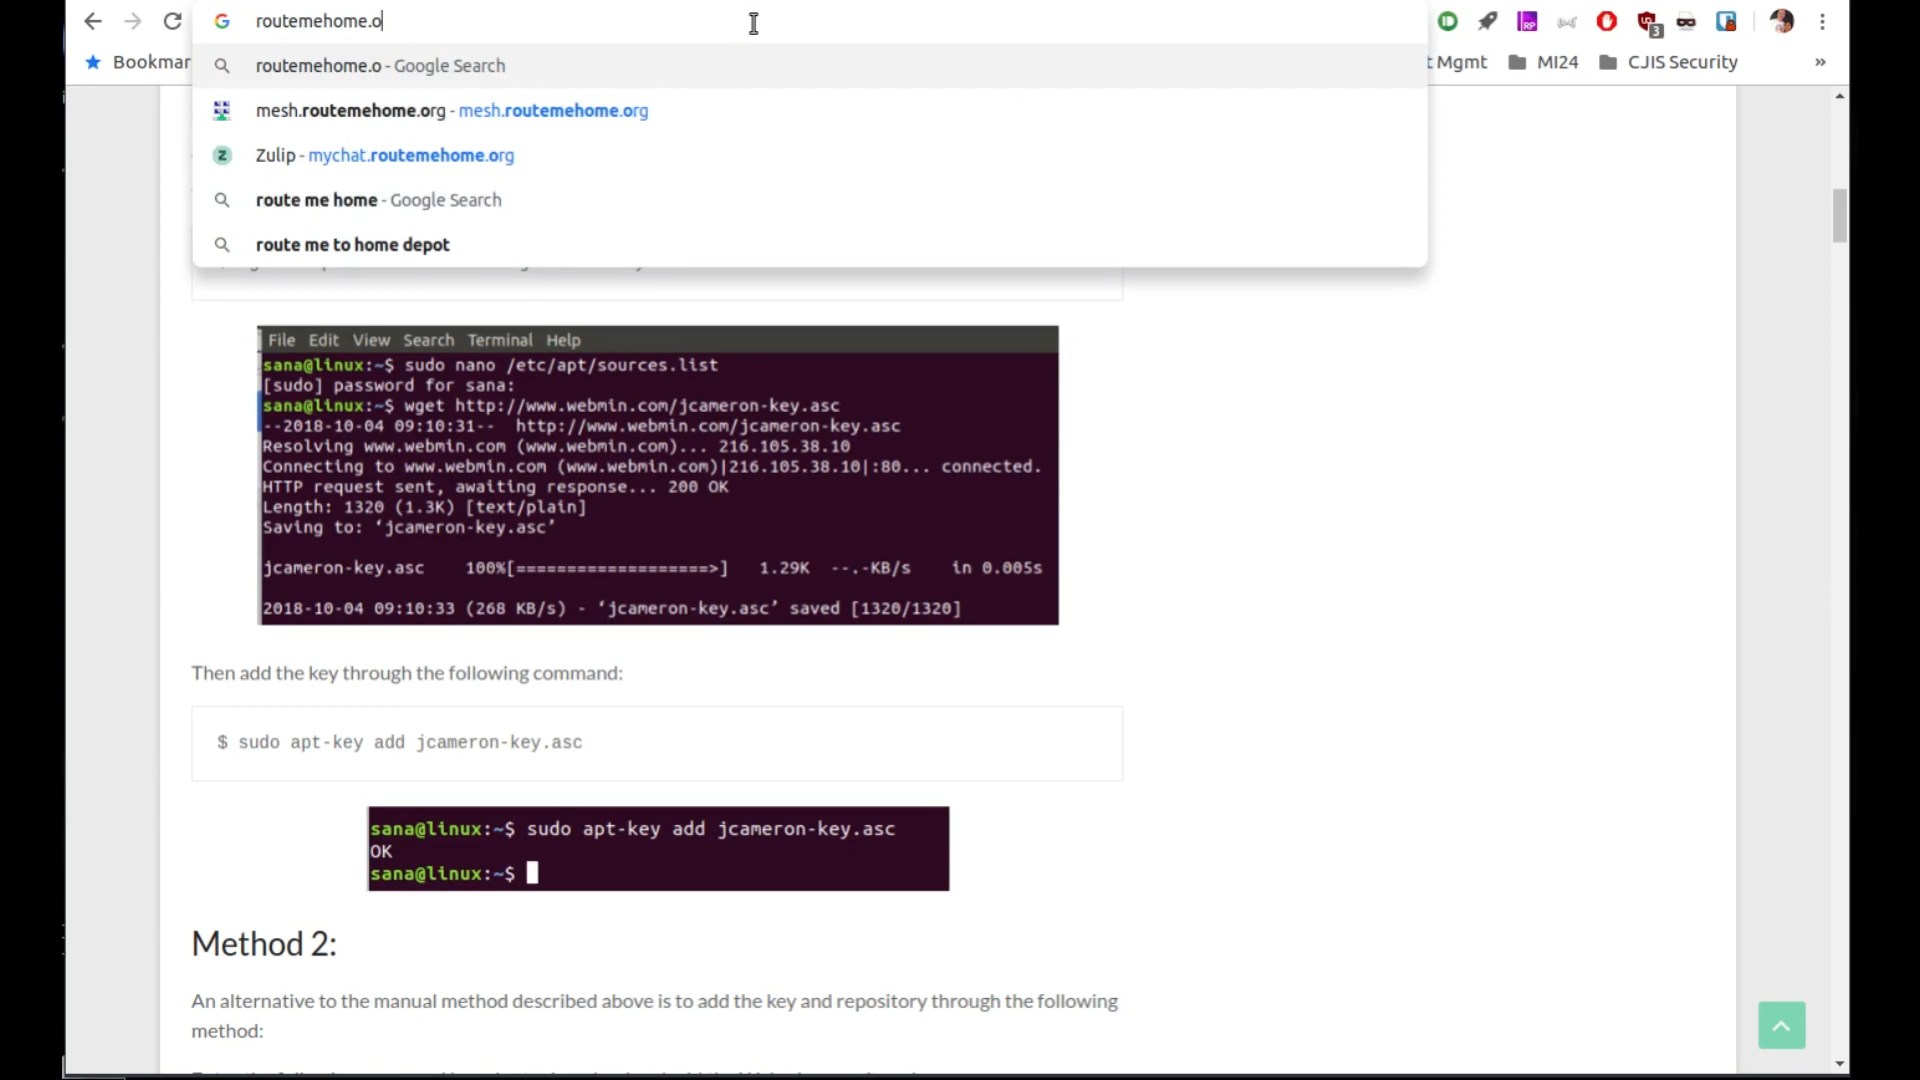 routemehome.o
3
Bookmar
t Mgmt
MI24
CJIS Security
»
routemehome.o - Google Search
mesh.routemehome.org - mesh.routemehome.org
Z
Zulip - mychat.routemehome.org
route me home - Google Search
route me to home depot
File Edit View Search Terminal Help
sana@linux:~$ sudo nano /etc/apt/sources.list
[sudo] password for sana:
sana@linux:~$ wget http://www.webmin.com/jcameron-key.asc
--2018-10-04 09:10:31-- http://www.webmin.com/jcameron-key.asc
Resolving www.webmin.com (www.webmin.com)... 216.105.38.10
Connecting to www.webmin.com (www.webmin.com)|216.105.38.10|:80... connected.
HTTP request sent, awaiting response... 200 OK
Length: 1320 (1.3K) [text/plain]
Saving to: ‘jcameron-key.asc’
jcameron-key.asc 100%[===================>] 1.29K --.-KB/s in 0.005s
2018-10-04 09:10:33 (268 KB/s) - ‘jcameron-key.asc’ saved [1320/1320]
Then add the key through the following command:
$ sudo apt-key add jcameron-key.asc
sana@linux:~$ sudo apt-key add jcameron-key.asc
OK
sana@linux:~$
Method 2:
An alternative to the manual method described above is to add the key and repository through the following
method: